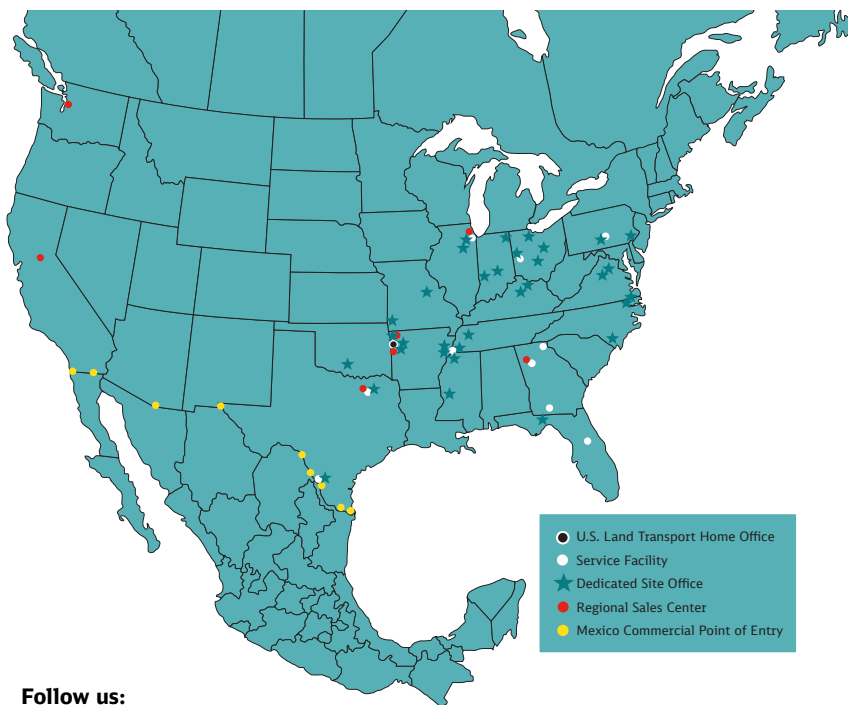 U.S. Land Transport Home Office
Service Facility
Dedicated Site Office
Regional Sales Center
Mexico Commercial Point of Entry
Follow us: